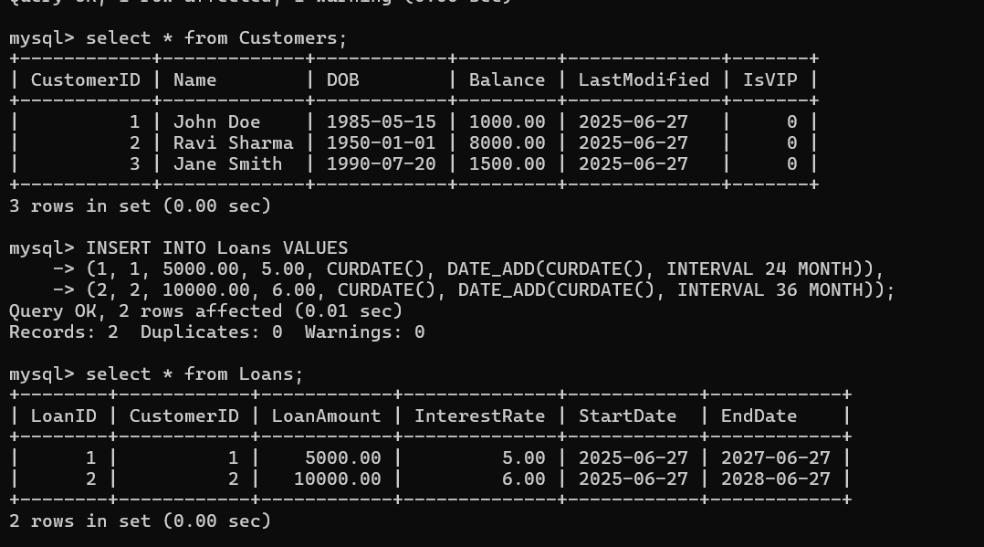 mysql> select * from Customers;
+------------+-------------+------------+---------+--------------+-------+
| CustomerID | Name        | DOB        | Balance | LastModified | IsVIP |
+------------+-------------+------------+---------+--------------+-------+
|          1 | John Doe    | 1985-05-15 | 1000.00 | 2025-06-27   |     0 |
|          2 | Ravi Sharma | 1950-01-01 | 8000.00 | 2025-06-27   |     0 |
|          3 | Jane Smith  | 1990-07-20 | 1500.00 | 2025-06-27   |     0 |
+------------+-------------+------------+---------+--------------+-------+
3 rows in set (0.00 sec)
mysql> INSERT INTO Loans VALUES
    -> (1, 1, 5000.00, 5.00, CURDATE(), DATE_ADD(CURDATE(), INTERVAL 24 MONTH)),
    -> (2, 2, 10000.00, 6.00, CURDATE(), DATE_ADD(CURDATE(), INTERVAL 36 MONTH));
Query OK, 2 rows affected (0.01 sec)
Records: 2  Duplicates: 0  Warnings: 0
mysql> select * from Loans;
+--------+------------+------------+--------------+------------+------------+
| LoanID | CustomerID | LoanAmount | InterestRate | StartDate  | EndDate    |
+--------+------------+------------+--------------+------------+------------+
|      1 |          1 |    5000.00 |         5.00 | 2025-06-27 | 2027-06-27 |
|      2 |          2 |   10000.00 |         6.00 | 2025-06-27 | 2028-06-27 |
+--------+------------+------------+--------------+------------+------------+
2 rows in set (0.00 sec)